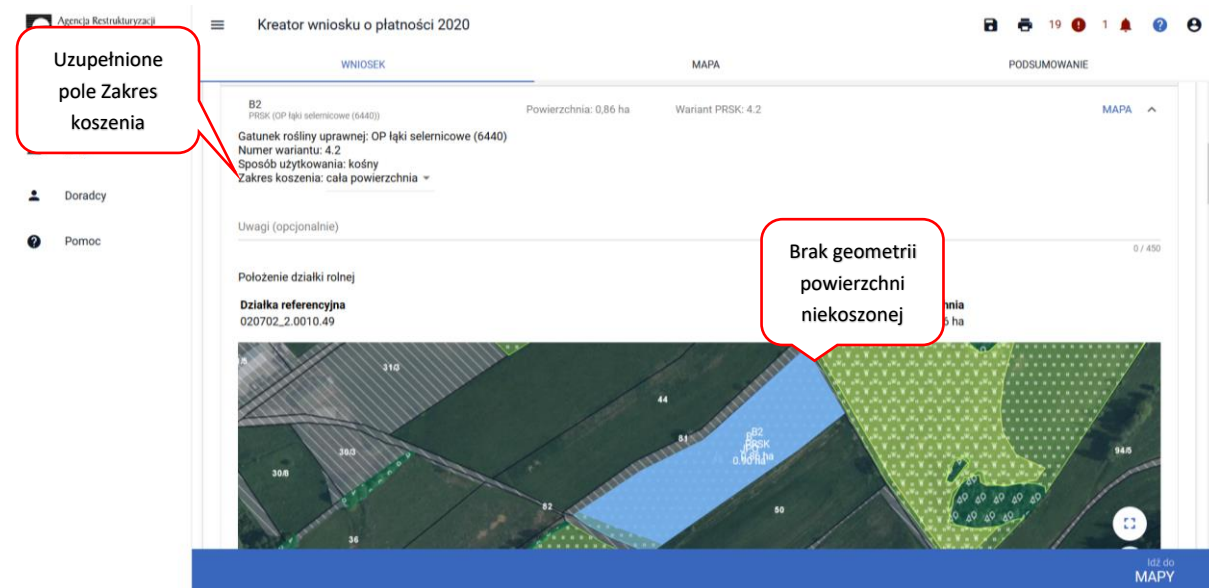 Agencja Restrukturyzacji
Kreator wniosku o płatności 2020
19
1
Uzupełnione
pole Zakres
koszenia
WNIOSEK
MAPA
PODSUMOWANIE
B2
PRSK (OP łąki selernicowe (6440))
Powierzchnia: 0,86 ha
Wariant PRSK: 4.2
MAPA
Gatunek rośliny uprawnej: OP łąki selernicowe (6440)
Numer wariantu: 4.2
Sposób użytkowania: kośny
Zakres koszenia: cała powierzchnia
Doradcy
Pomoc
Uwagi (opcjonalnie)
0 / 450
Brak geometrii
powierzchni
niekoszonej
Położenie działki rolnej
Działka referencyjna
020702_2.0010.49
ha
31/3
44
B2
PRSK
51
0.90 ha
30/3
30/8
94/5
52
50
36
Idź do
MAPY